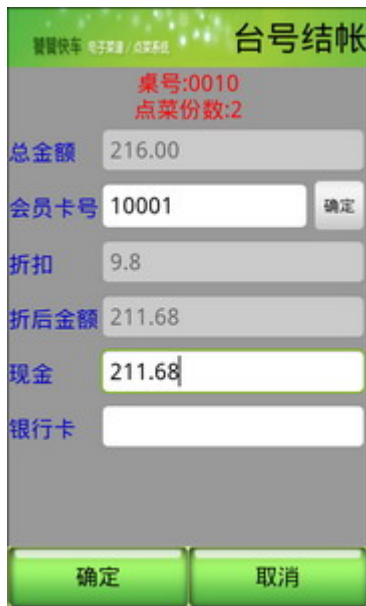 餐餐快车 电子菜谱/点菜系统 台号结帐
桌号:0010
点菜份数:2
总金额 216.00
会员卡号 10001 确定
折扣 9.8
折后金额 211.68
现金 211.68
银行卡
确定 取消